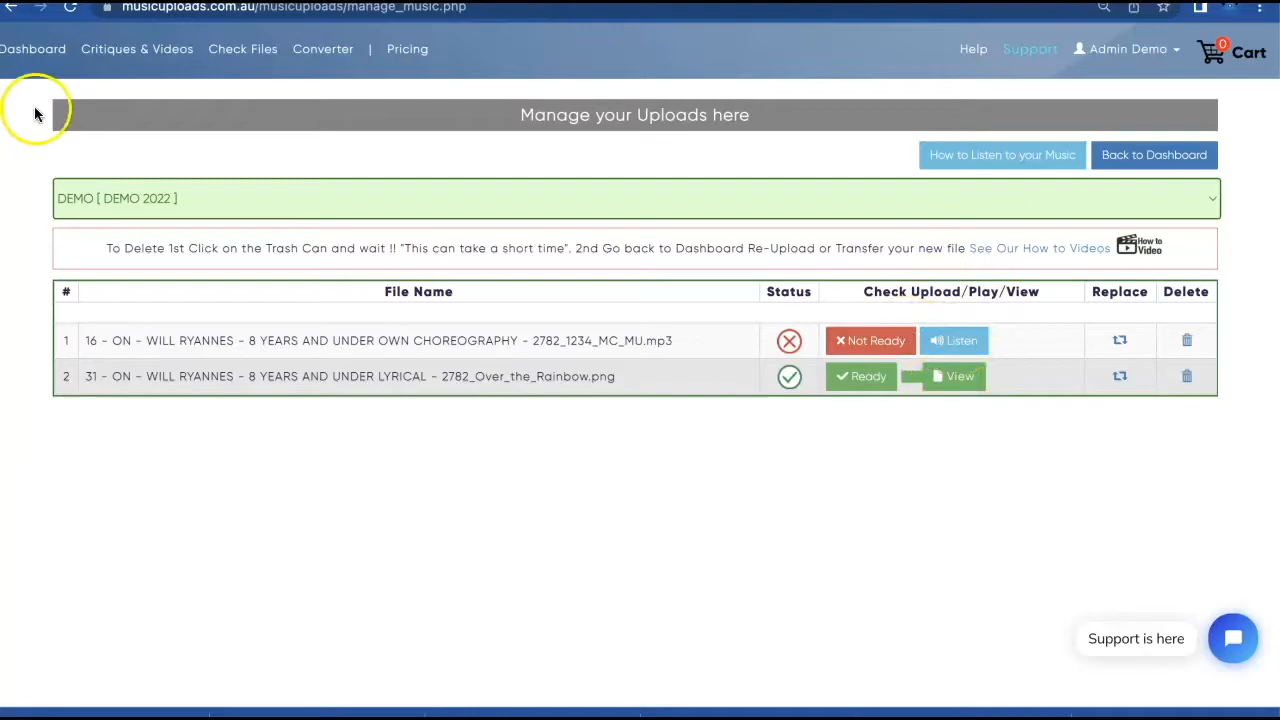 musicuploads.com.au/musicuploads/manage_music.php
Dashboard Critiques & Videos Check Files Converter | Pricing Help Support Admin Demo 0 Cart
Manage your Uploads here
How to Listen to your Music Back to Dashboard
DEMO [ DEMO 2022 ]
To Delete 1st Click on the Trash Can and wait !! "This can take a short time". 2nd Go back to Dashboard Re-Upload or Transfer your new file See Our How to Videos How to Video
# File Name Status Check Upload/Play/View Replace Delete
1 16 - ON - WILL RYANNES - 8 YEARS AND UNDER OWN CHOREOGRAPHY - 2782_1234_MC_MU.mp3 Not Ready Listen
2 31 - ON - WILL RYANNES - 8 YEARS AND UNDER LYRICAL - 2782_Over_the_Rainbow.png Ready View
Support is here